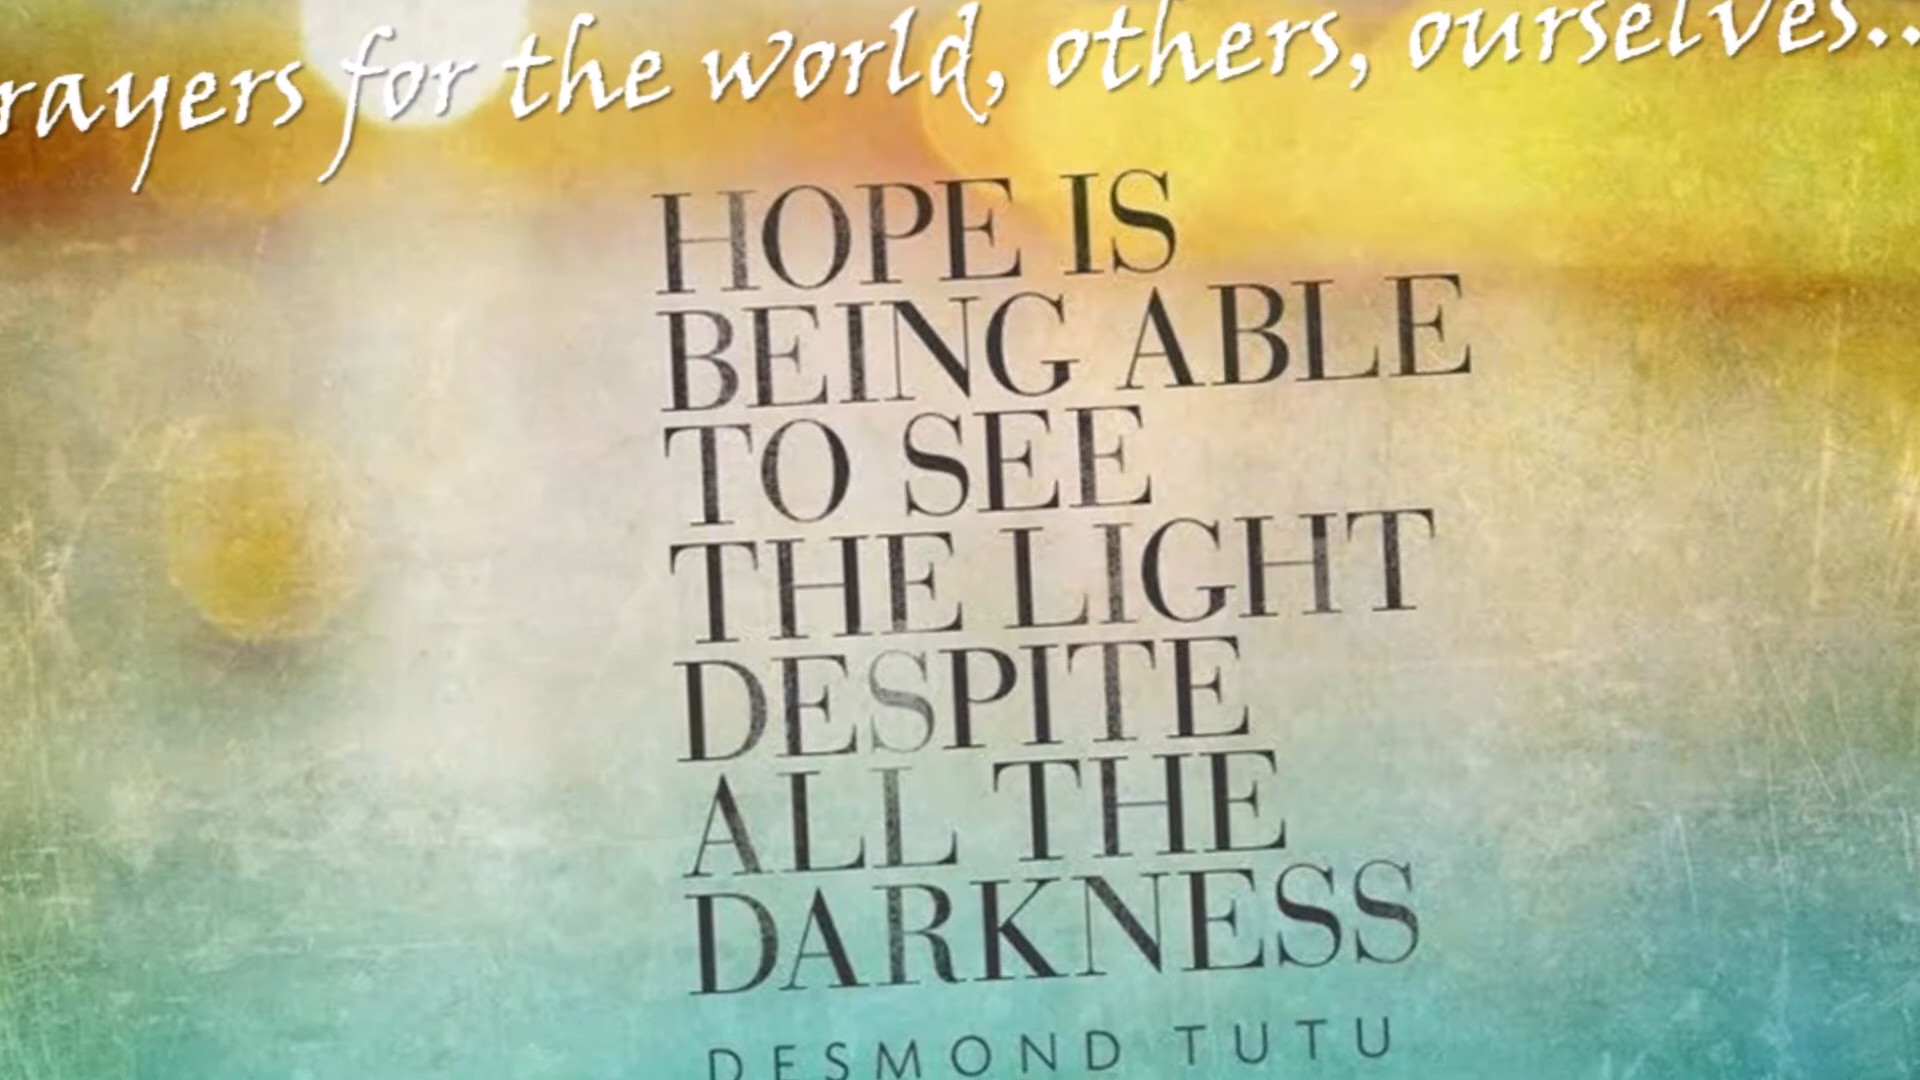 rayers for the world, others, ourselves..
HOPE IS
BEING ABLE
TO SEE
THE LIGHT
DESPITE
ALL THE
DARKNESS
DESMOND TUTU